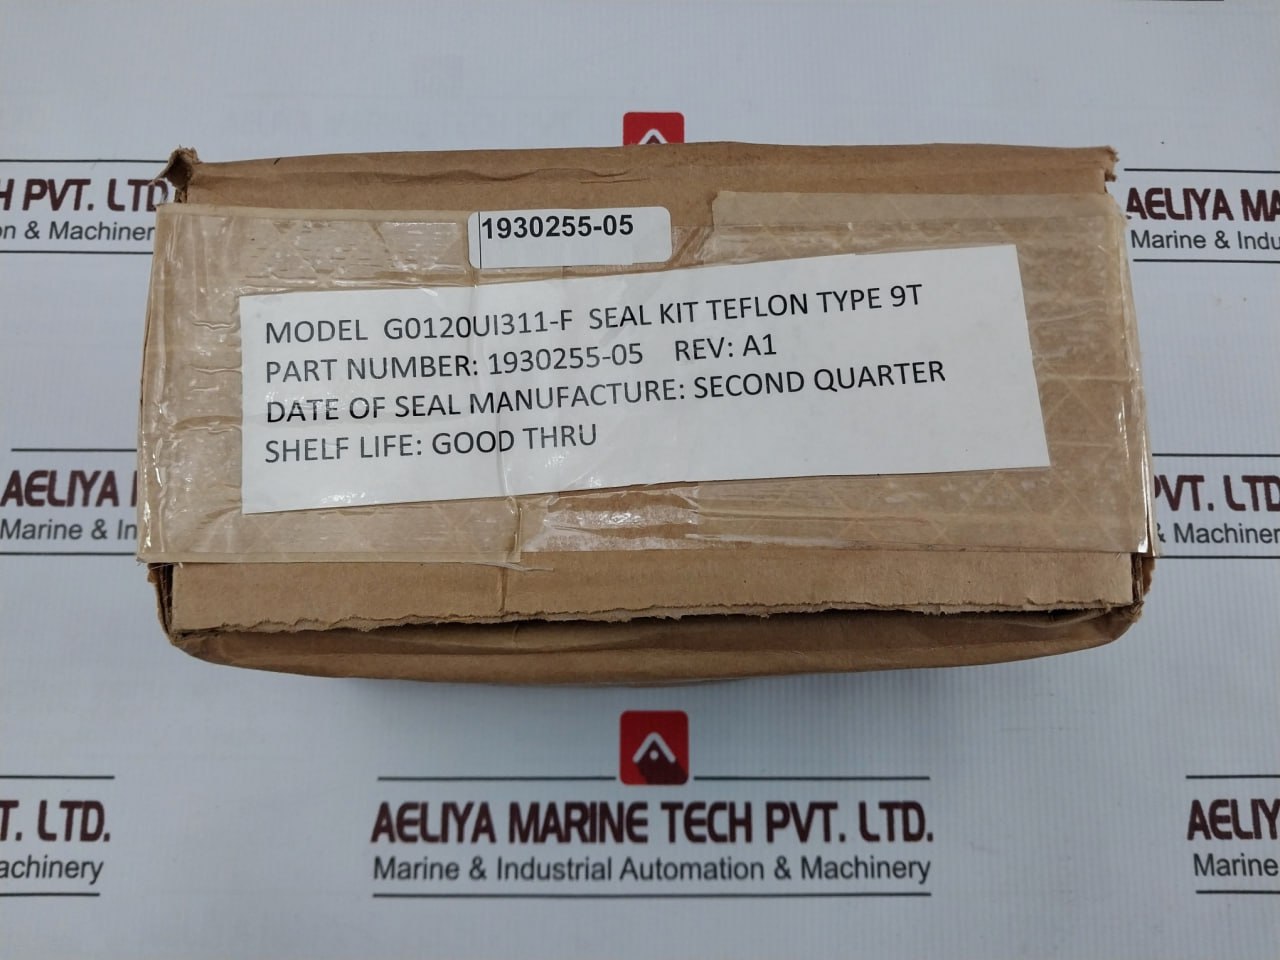 H PVT. LTD
on & Machiner
AELIYA MA
Marine & Indu
1930255-05
MODEL G0120UI311-F SEAL KIT TEFLON TYPE 9T
PART NUMBER: 1930255-05 REV: A1
DATE OF SEAL MANUFACTURE: SECOND QUARTER
SHELF LIFE: GOOD THRU
AELIYA
Marine & In
PVT. LTD
& Machiner
T. LTD.
achinery
AELIYA MARINE TECH PVT. LTD.
Marine & Industrial Automation & Machinery
AELIY
Marine